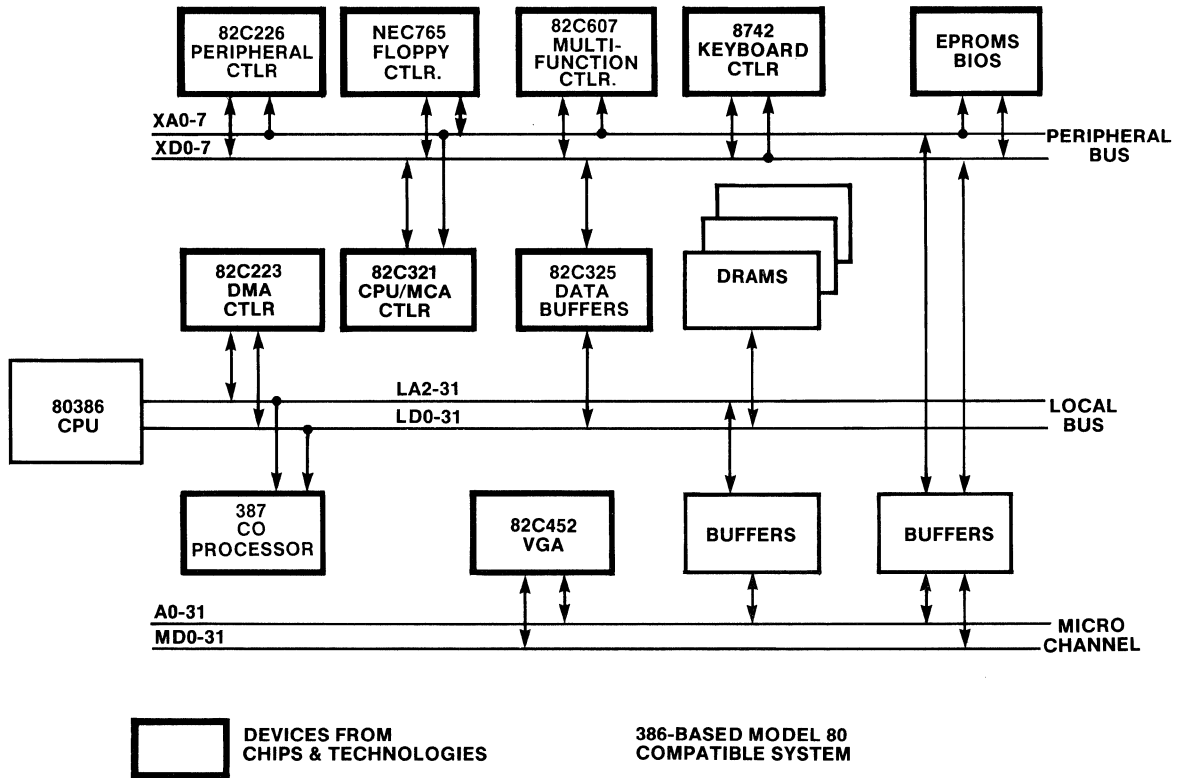 82C226
PERIPHERAL
CTLR
NEC765
FLOPPY
CTLR.
82C607
MULTI-
FUNCTION
CTLR.
8742
KEYBOARD
CTLR
EPROMS
BIOS
XA0-7
XD0-7
PERIPHERAL
BUS
82C223
DMA
CTLR
82C321
CPU/MCA
CTLR
82C325
DATA
BUFFERS
DRAMS
80386
CPU
LA2-31
LD0-31
LOCAL
BUS
387
CO
PROCESSOR
82C452
VGA
BUFFERS
BUFFERS
A0-31
MD0-31
MICRO
CHANNEL
DEVICES FROM
CHIPS & TECHNOLOGIES
386-BASED MODEL 80
COMPATIBLE SYSTEM